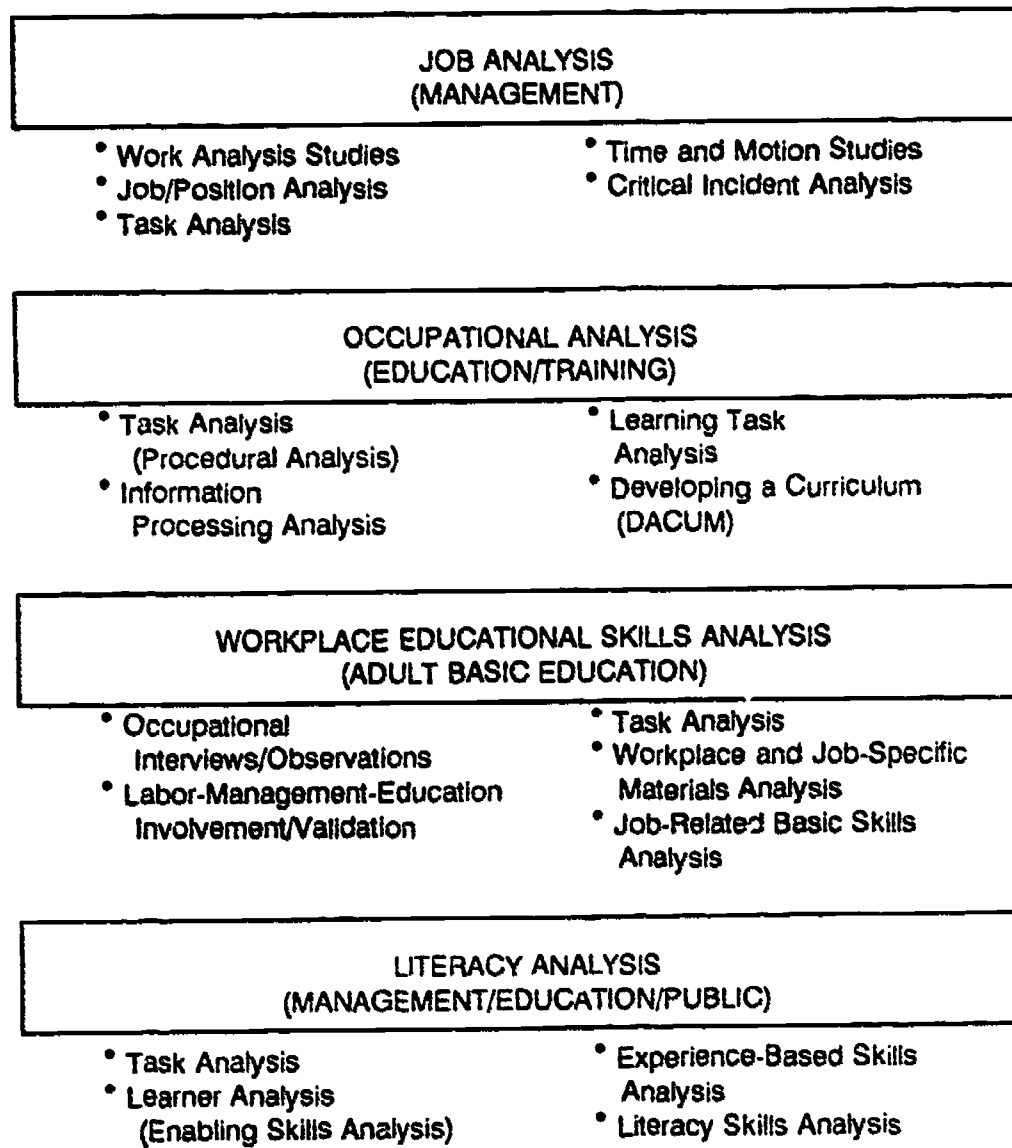 JOB ANALYSIS
(MANAGEMENT)
• Work Analysis Studies
• Job/Position Analysis
• Task Analysis
• Time and Motion Studies
• Critical Incident Analysis
OCCUPATIONAL ANALYSIS
(EDUCATION/TRAINING)
• Task Analysis
(Procedural Analysis)
• Information
Processing Analysis
• Learning Task
Analysis
• Developing a Curriculum
(DACUM)
WORKPLACE EDUCATIONAL SKILLS ANALYSIS
(ADULT BASIC EDUCATION)
• Occupational
Interviews/Observations
• Labor-Management-Education
Involvement/Validation
• Task Analysis
• Workplace and Job-Specific
Materials Analysis
• Job-Related Basic Skills
Analysis
LITERACY ANALYSIS
(MANAGEMENT/EDUCATION/PUBLIC)
• Task Analysis
• Learner Analysis
(Enabling Skills Analysis)
• Experience-Based Skills
Analysis
• Literacy Skills Analysis